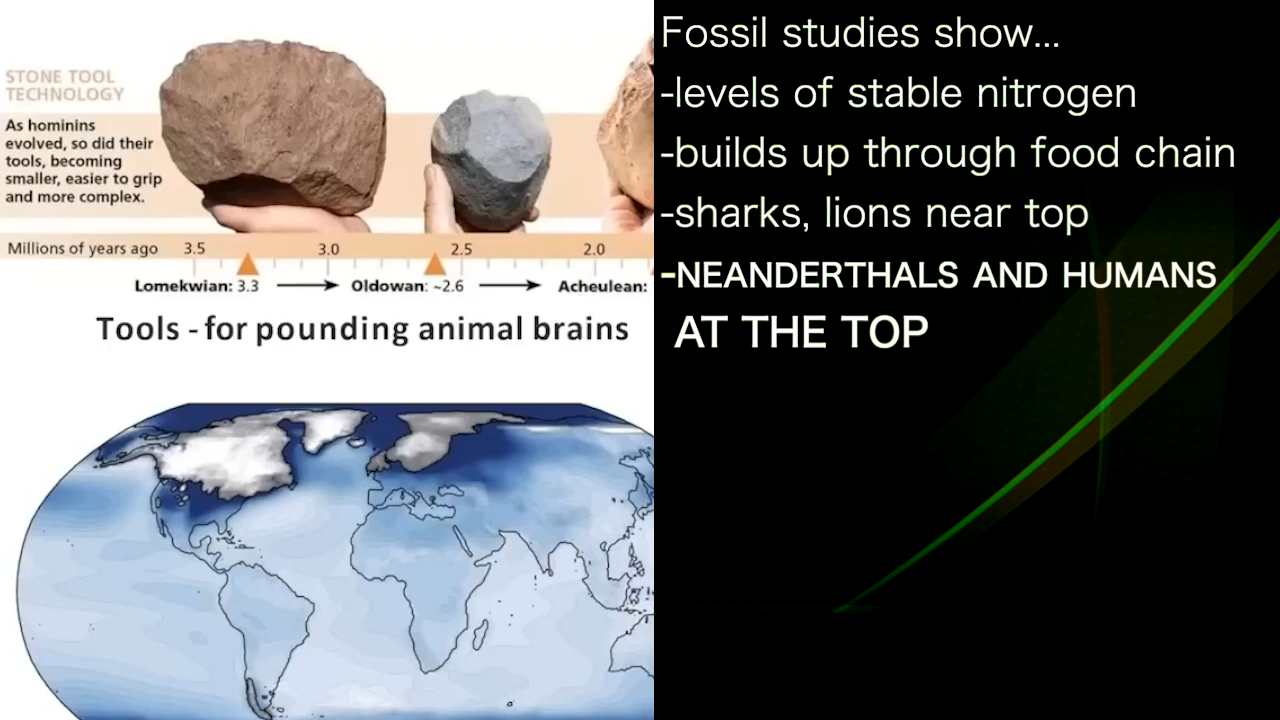 STONE TOOL
TECHNOLOGY
As hominins
evolved, so did their
tools, becoming
smaller, easier to grip
and more complex.
Millions of years ago 3.5 3.0 2.5 2.0
Lomekwian: 3.3 Oldowan: ~2.6 Acheulean:
Tools - for pounding animal brains
Fossil studies show...
-levels of stable nitrogen
-builds up through food chain
-sharks, lions near top
-NEANDERTHALS AND HUMANS
AT THE TOP